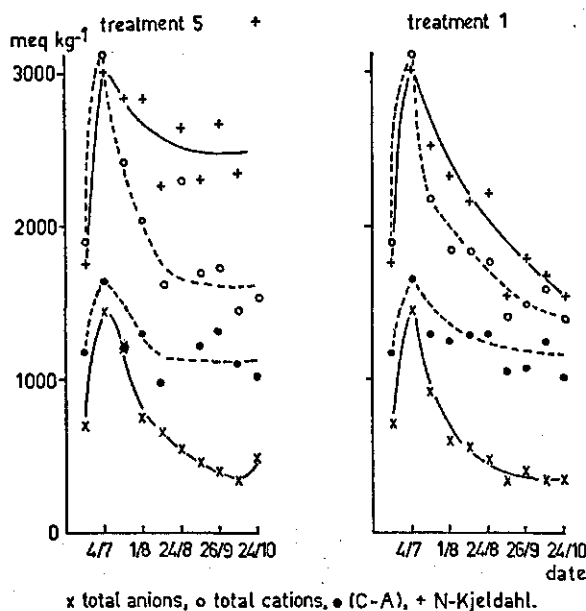 treatment 5
treatment 1
meq kg-1
3000
2000
1000
0
4/7 1/8 24/8 26/9 24/10
4/7 1/8 24/8 26/9 24/10
date
x total anions, o total cations, ● (C-A), + N-Kjeldahl.